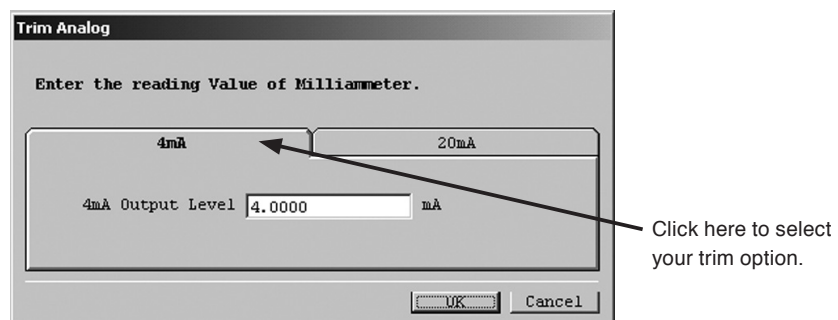 Trim Analog
Enter the reading Value of Milliammeter.
4mA
20mA
4mA Output Level 4.0000 mA
Click here to select
your trim option.
OK Cancel